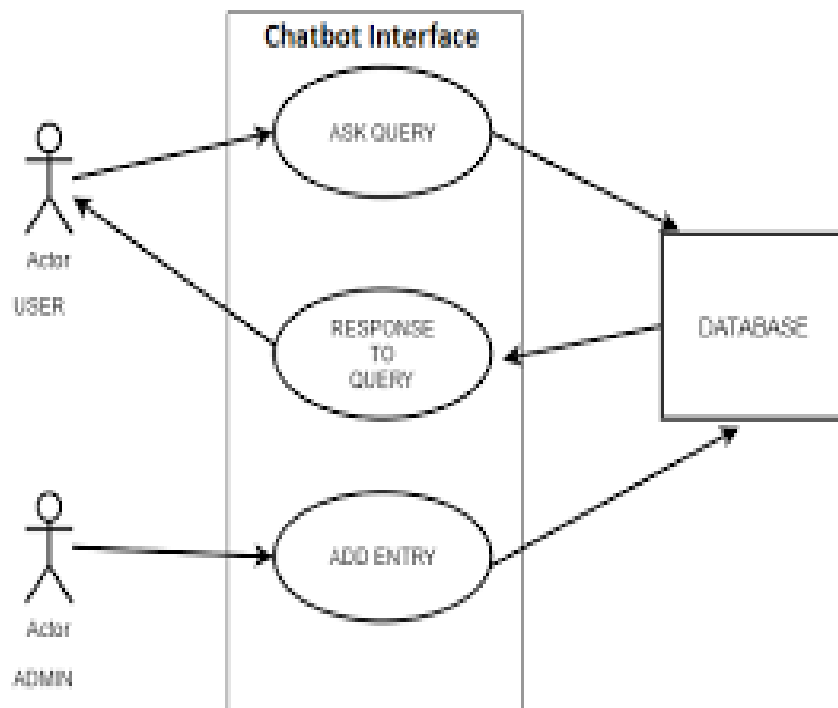 Chatbot Interface
ASK QUERY
Actor
USER
RESPONSE
TO
QUERY
DATABASE
ADD ENTRY
Actor
ADMIN